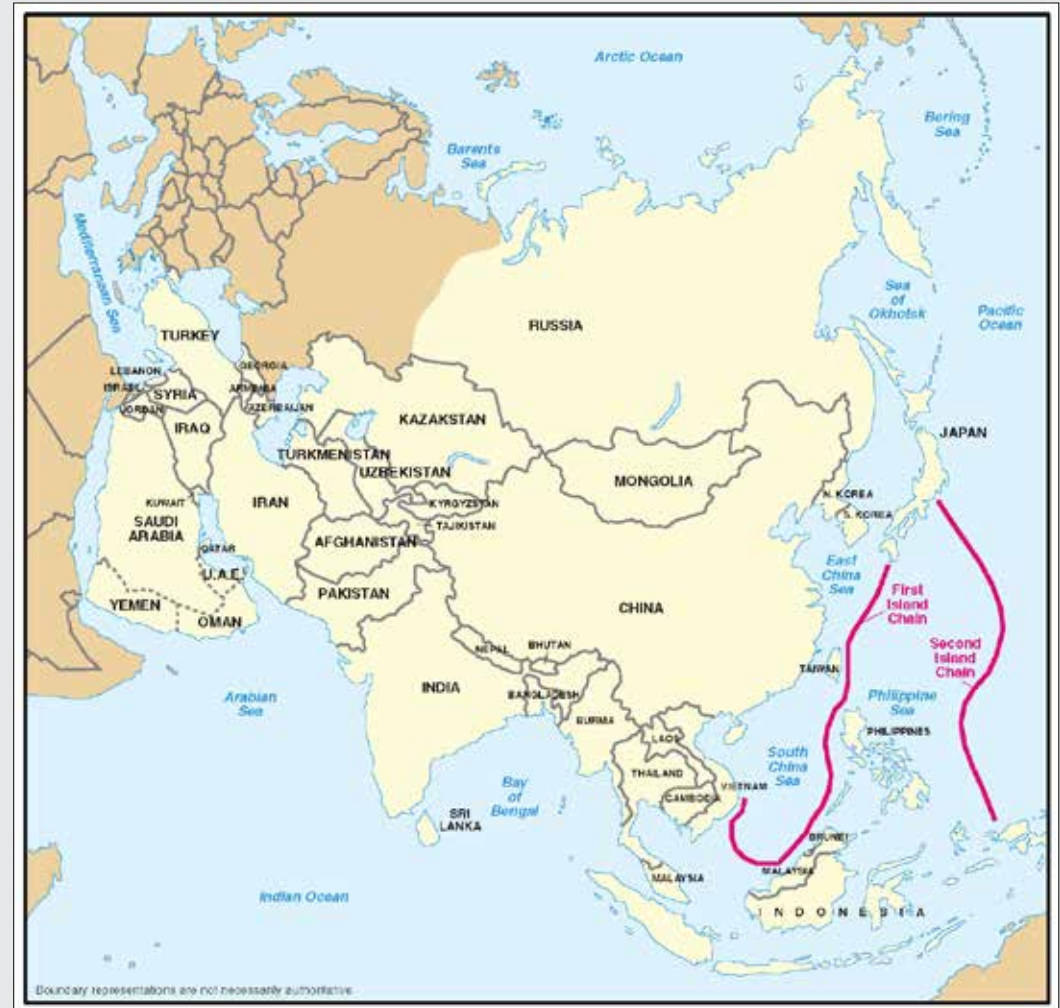 Arctic Ocean
Bering
Sea
Barents
Sea
Mediterranean Sea
Sea
of
Okhotsk
Pacific
Ocean
RUSSIA
TURKEY
GEORGIA
LEBANON
ISRAEL
SYRIA
ARMENIA
AZERBAIJAN
JORDAN
IRAQ
KAZAKSTAN
JAPAN
TURKMENISTAN
UZBEKISTAN
MONGOLIA
KUWAIT
IRAN
KYRGYZSTAN
N. KOREA
SAUDI
ARABIA
TAJIKISTAN
S. KOREA
AFGHANISTAN
QATAR
U.A.E.
East
China
Sea
PAKISTAN
First
Island
Chain
YEMEN
OMAN
CHINA
NEPAL
BHUTAN
Second
Island
Chain
TAIWAN
INDIA
BANGLADESH
Arabian
Sea
Philippine
Sea
BURMA
PHILIPPINES
LAOS
South
China
Sea
THAILAND
VIETNAM
Bay
of
Bengal
CAMBODIA
SRI
LANKA
BRUNEI
MALAYSIA
MALAYSIA
Indian Ocean
INDONESIA
Boundary representations are not necessarily authoritative